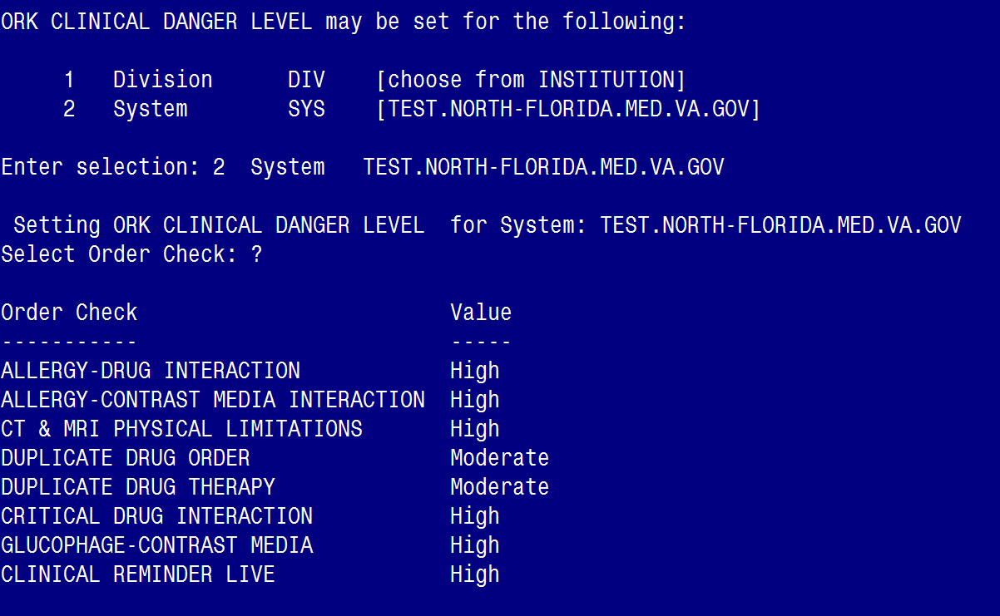 ORK CLINICAL DANGER LEVEL may be set for the following:
1 Division DIV [choose from INSTITUTION]
2 System SYS [TEST.NORTH-FLORIDA.MED.VA.GOV]
Enter selection: 2 System TEST.NORTH-FLORIDA.MED.VA.GOV
Setting ORK CLINICAL DANGER LEVEL for System: TEST.NORTH-FLORIDA.MED.VA.GOV
Select Order Check: ?
Order Check Value
----------- -----
ALLERGY-DRUG INTERACTION High
ALLERGY-CONTRAST MEDIA INTERACTION High
CT & MRI PHYSICAL LIMITATIONS High
DUPLICATE DRUG ORDER Moderate
DUPLICATE DRUG THERAPY Moderate
CRITICAL DRUG INTERACTION High
GLUCOPHAGE-CONTRAST MEDIA High
CLINICAL REMINDER LIVE High